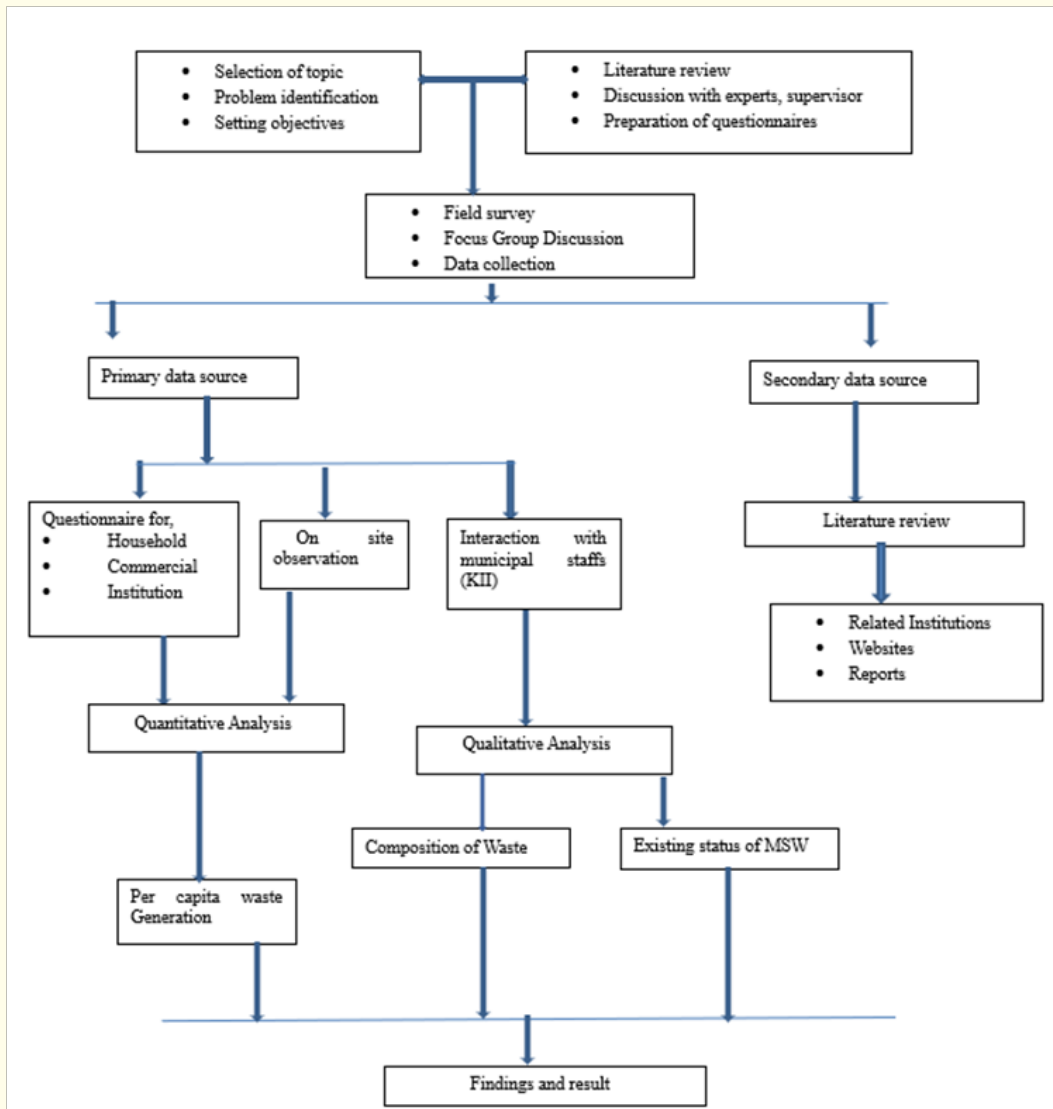 • Selection of topic
• Problem identification
• Setting objectives
• Literature review
• Discussion with experts, supervisor
• Preparation of questionnaires
• Field survey
• Focus Group Discussion
• Data collection
Primary data source
Secondary data source
Questionnaire for,
• Household
• Commercial
• Institution
On site
observation
Interaction with
municipal staffs
(KII)
Literature review
• Related Institutions
• Websites
• Reports
Quantitative Analysis
Qualitative Analysis
Composition of Waste
Existing status of MSW
Per capita waste
Generation
Findings and result